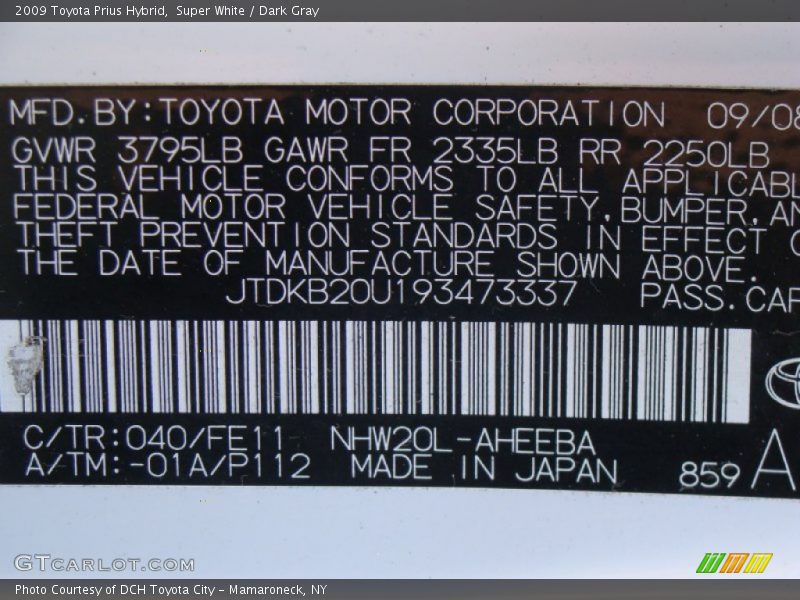 2009 Toyota Prius Hybrid, Super White / Dark Gray
MFD.BY:TOYOTA MOTOR CORPORATION 09/08
GVWR 3795LB GAWR FR 2335LB RR 2250LB
THIS VEHICLE CONFORMS TO ALL APPLICABL
FEDERAL MOTOR VEHICLE SAFETY,BUMPER,AN
THEFT PREVENTION STANDARDS IN EFFECT O
THE DATE OF MANUFACTURE SHOWN ABOVE.
JTDKB20U193473337 PASS.CAR
C/TR:040/FE11 NHW20L-AHEEBA
A/TM:-01A/P112 MADE IN JAPAN 859 A
GTCARLOT.COM
Photo Courtesy of DCH Toyota City - Mamaroneck, NY